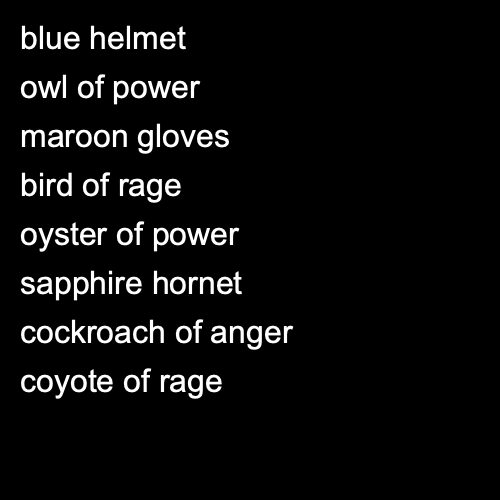 blue helmet
owl of power
maroon gloves
bird of rage
oyster of power
sapphire hornet
cockroach of anger
coyote of rage